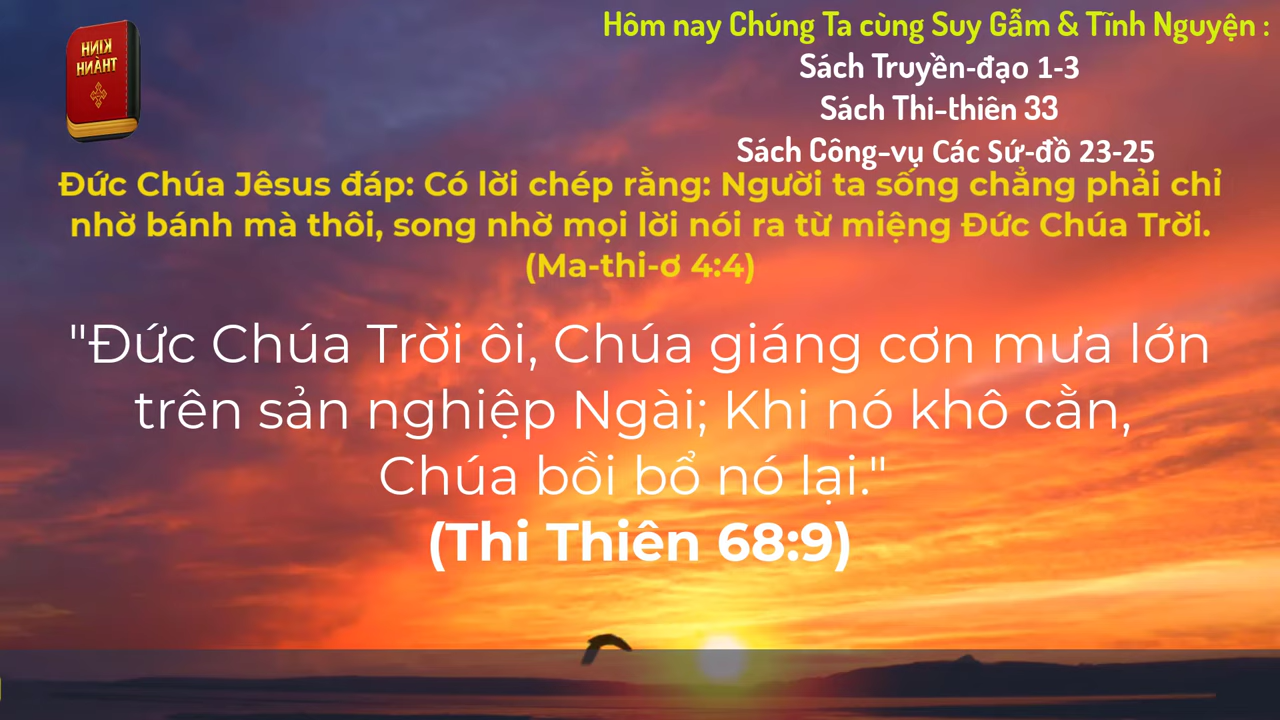 KINH
THÁNH
Hôm nay Chúng Ta cùng Suy Gẫm & Tĩnh Nguyện :
Sách Truyền-đạo 1-3
Sách Thi-thiên 33
Sách Công-vụ Các Sứ-đồ 23-25
Đức Chúa Jêsus đáp: Có lời chép rằng: Người ta sống chẳng phải chỉ
nhờ bánh mà thôi, song nhờ mọi lời nói ra từ miệng Đức Chúa Trời.
(Ma-thi-ơ 4:4)
"Đức Chúa Trời ôi, Chúa giáng cơn mưa lớn
trên sản nghiệp Ngài; Khi nó khô cằn,
Chúa bồi bổ nó lại."
(Thi Thiên 68:9)